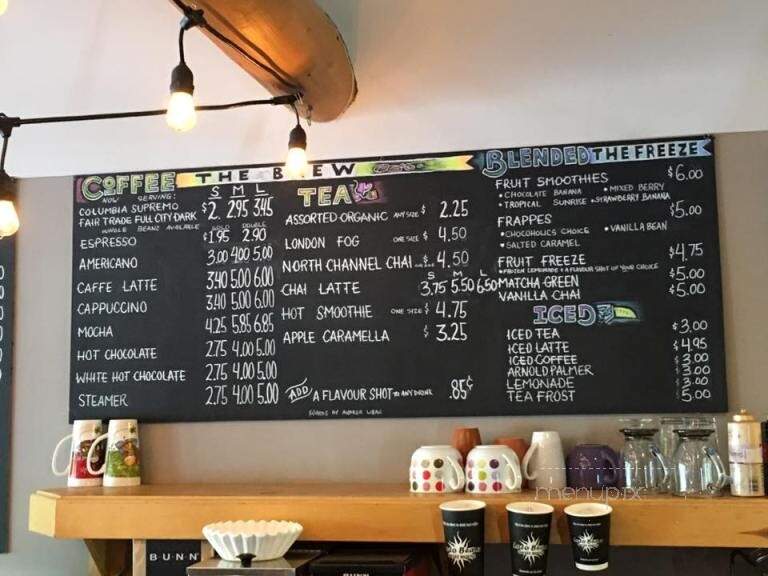 THE BREW
COFFEE
NOW SERVING:
S M L
COLUMBIA SUPREMO
FAIR TRADE FULL CITY DARK $2. 2.95 3.45
WHOLE BEANZ AVAILABLE
SOLO DOUBLE
ESPRESSO $1.95 2.90
AMERICANO 3.00 4.00 5.00
CAFFE LATTE 3.40 5.00 6.00
CAPPUCCINO 3.40 5.00 6.00
MOCHA 4.25 5.85 6.85
HOT CHOCOLATE 2.75 4.00 5.00
WHITE HOT CHOCOLATE 2.75 4.00 5.00
STEAMER 2.75 4.00 5.00
TEA
ASSORTED ORGANIC ANY SIZE $ 2.25
LONDON FOG ONE SIZE $ 4.50
NORTH CHANNEL CHAI $ 4.50
S M L
CHAI LATTE 3.75 5.50 6.50
HOT SMOOTHIE ONE SIZE $ 4.75
APPLE CARAMELLA $ 3.25
ADD A FLAVOUR SHOT TO ANY DRINK .85¢
BLENDED THE FREEZE
FRUIT SMOOTHIES $6.00
• CHOCOLATE BANANA • MIXED BERRY
• TROPICAL SUNRISE • STRAWBERRY BANANA
FRAPPES $5.00
• CHOCOHOLICS CHOICE • VANILLA BEAN
• SALTED CARAMEL
FRUIT FREEZE $4.75
• FROZEN LEMONADE & A FLAVOUR SHOT OF YOUR CHOICE
MATCHA GREEN $5.00
VANILLA CHAI $5.00
ICED
ICED TEA $3.00
ICED LATTE $4.95
ICED COFFEE $3.00
ARNOLD PALMER $3.00
LEMONADE $3.00
TEA FROST $5.00
menupix
BUNN